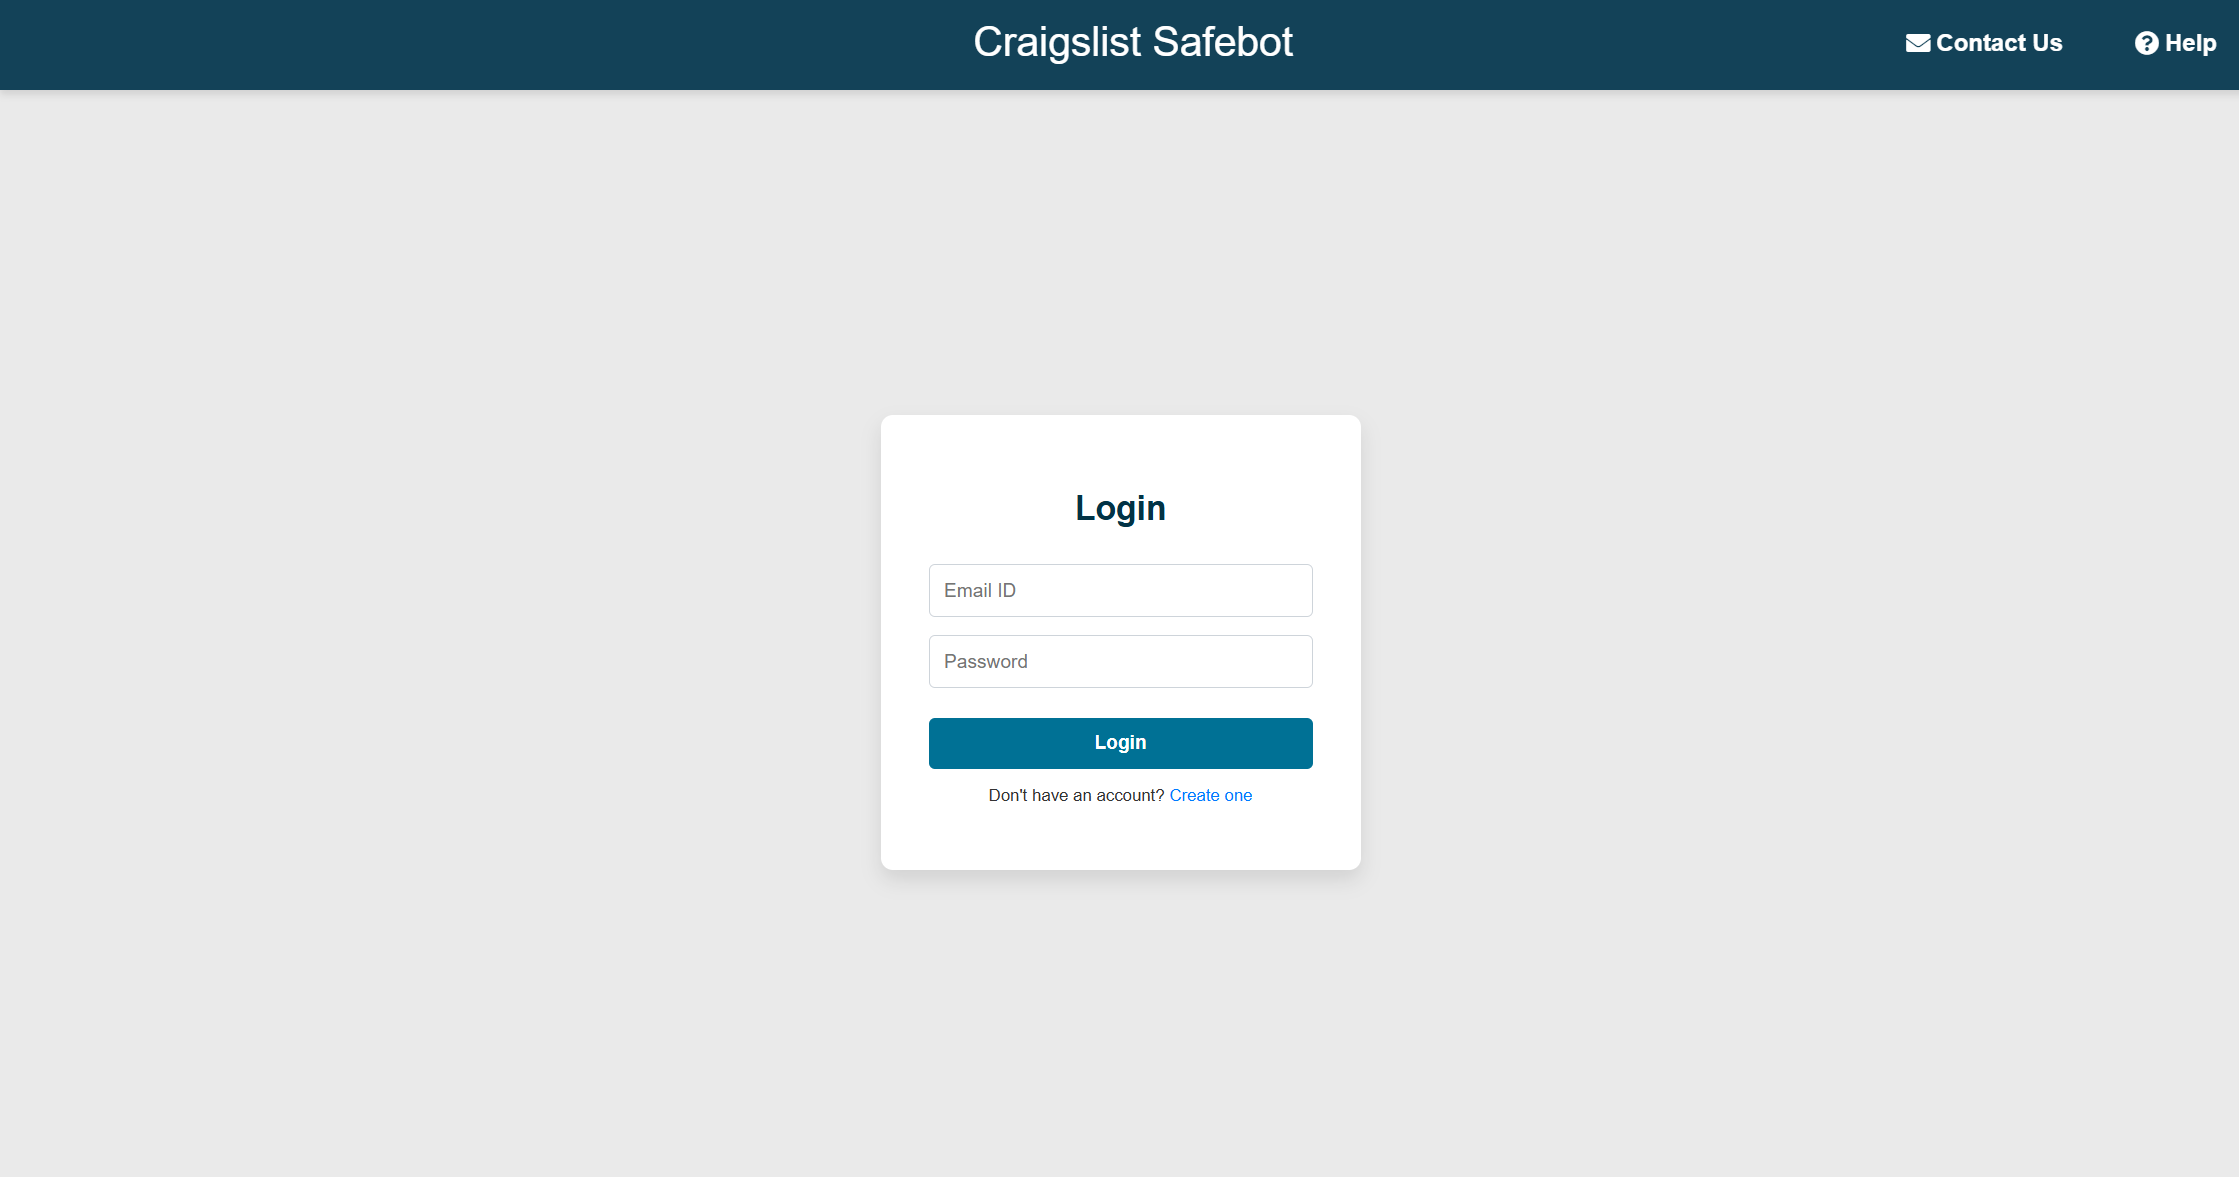 Craigslist Safebot
Contact Us
Help
Login
Email ID
Password
Login
Don't have an account? Create one